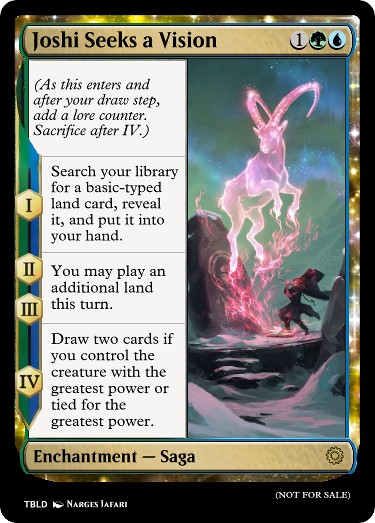 Joshi Seeks a Vision
1
(As this enters and
after your draw step,
add a lore counter.
Sacrifice after IV.)
I
Search your library
for a basic-typed
land card, reveal
it, and put it into
your hand.
II
III
You may play an
additional land
this turn.
IV
Draw two cards if
you control the
creature with the
greatest power or
tied for the
greatest power.
Enchantment — Saga
TBLD Narges Jafari
(NOT FOR SALE)